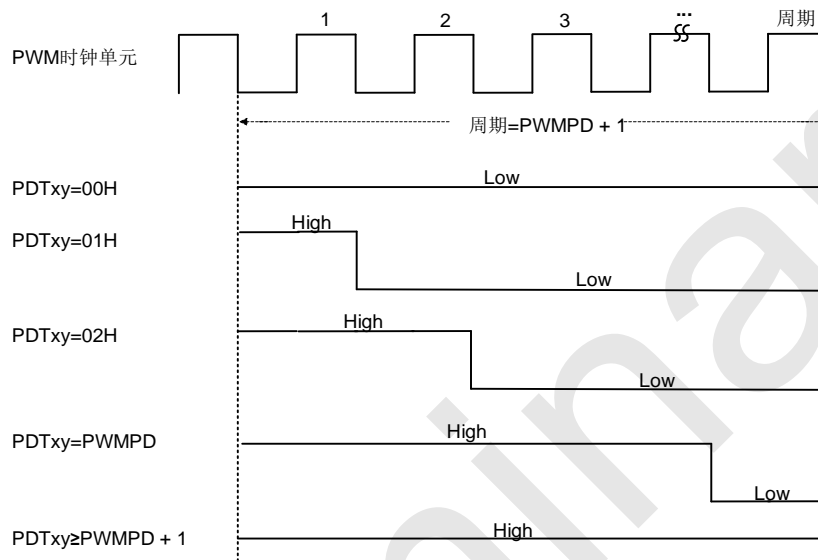 1 2 3 ... 周期
PWM时钟单元
周期=PWMPD + 1
PDTxy=00H Low
PDTxy=01H High Low
PDTxy=02H High Low
PDTxy=PWMPD High Low
PDTxy≥PWMPD + 1 High